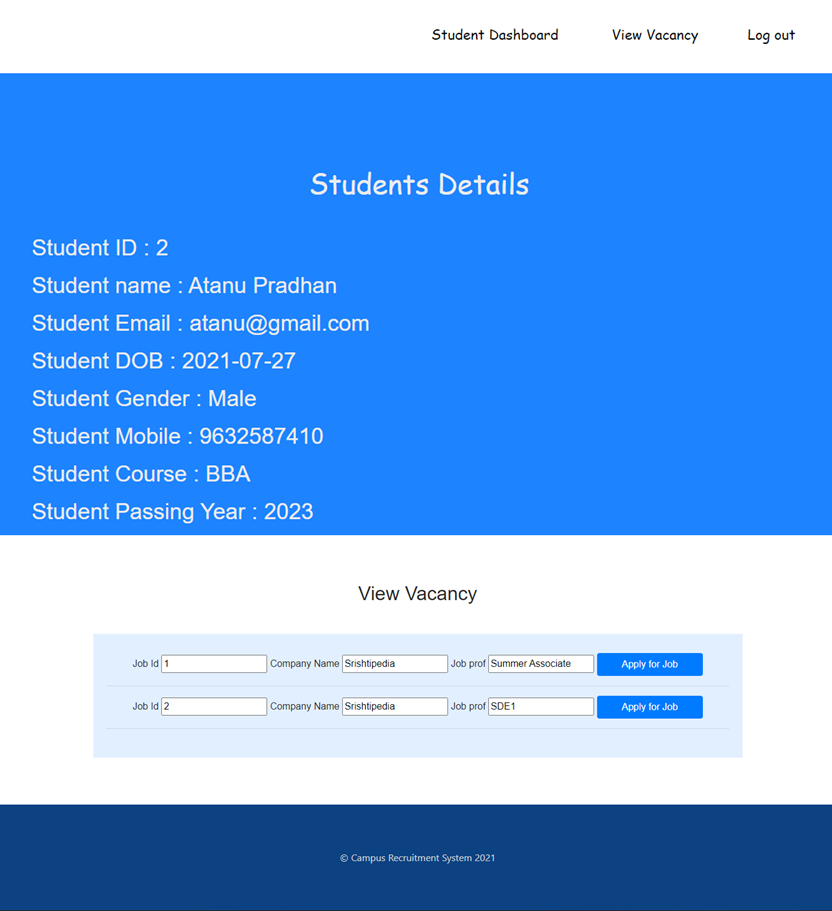 Student Dashboard View Vacancy Log out
Students Details
Student ID : 2
Student name : Atanu Pradhan
Student Email : atanu@gmail.com
Student DOB : 2021-07-27
Student Gender : Male
Student Mobile : 9632587410
Student Course : BBA
Student Passing Year : 2023
View Vacancy
Job Id 1 Company Name Srishtipedia Job prof Summer Associate Apply for Job
Job Id 2 Company Name Srishtipedia Job prof SDE1 Apply for Job
© Campus Recruitment System 2021